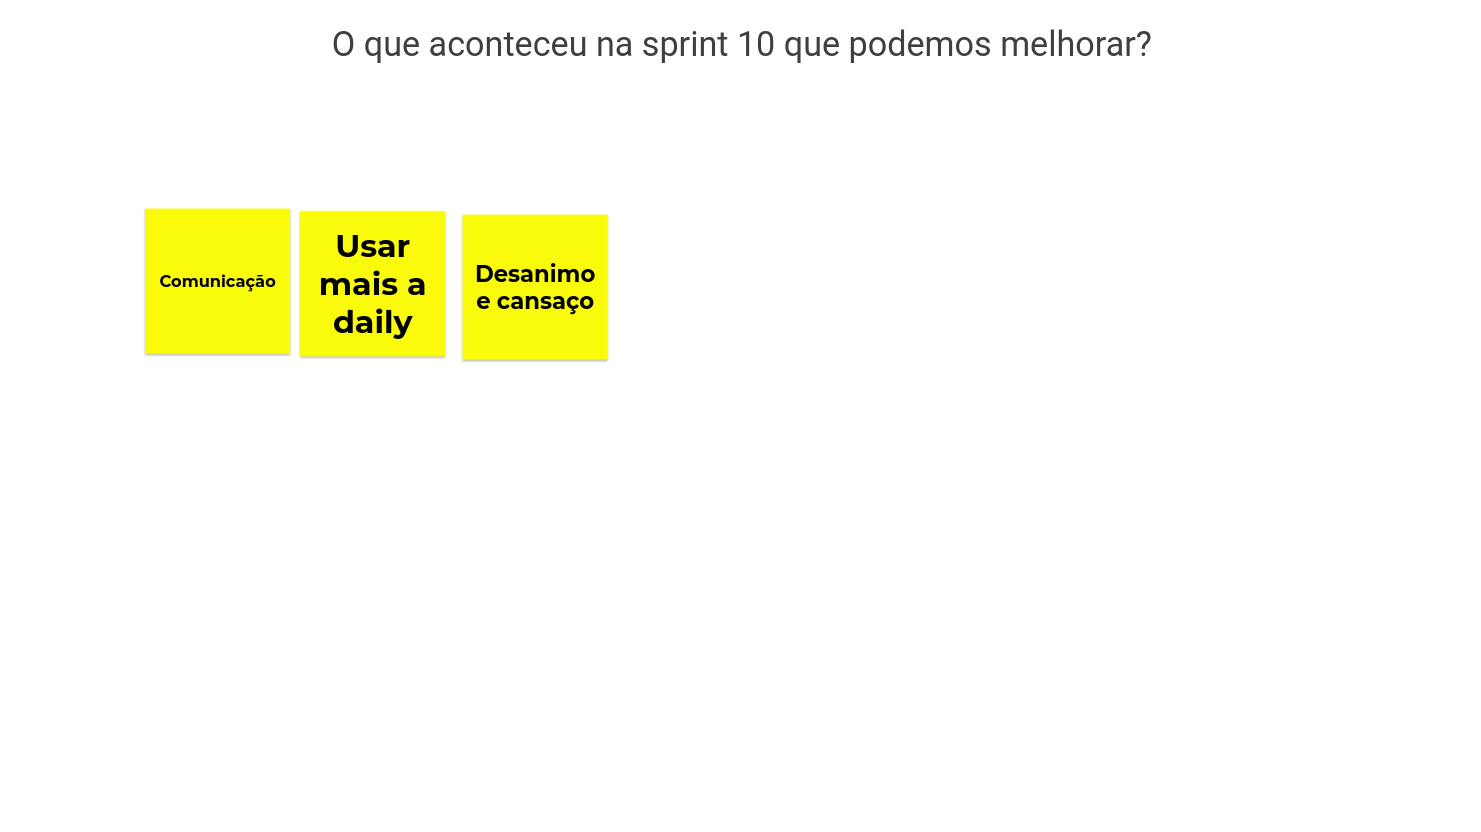 O que aconteceu na sprint 10 que podemos melhorar?
Comunicação
Usar
mais a
daily
Desanimo
e cansaço